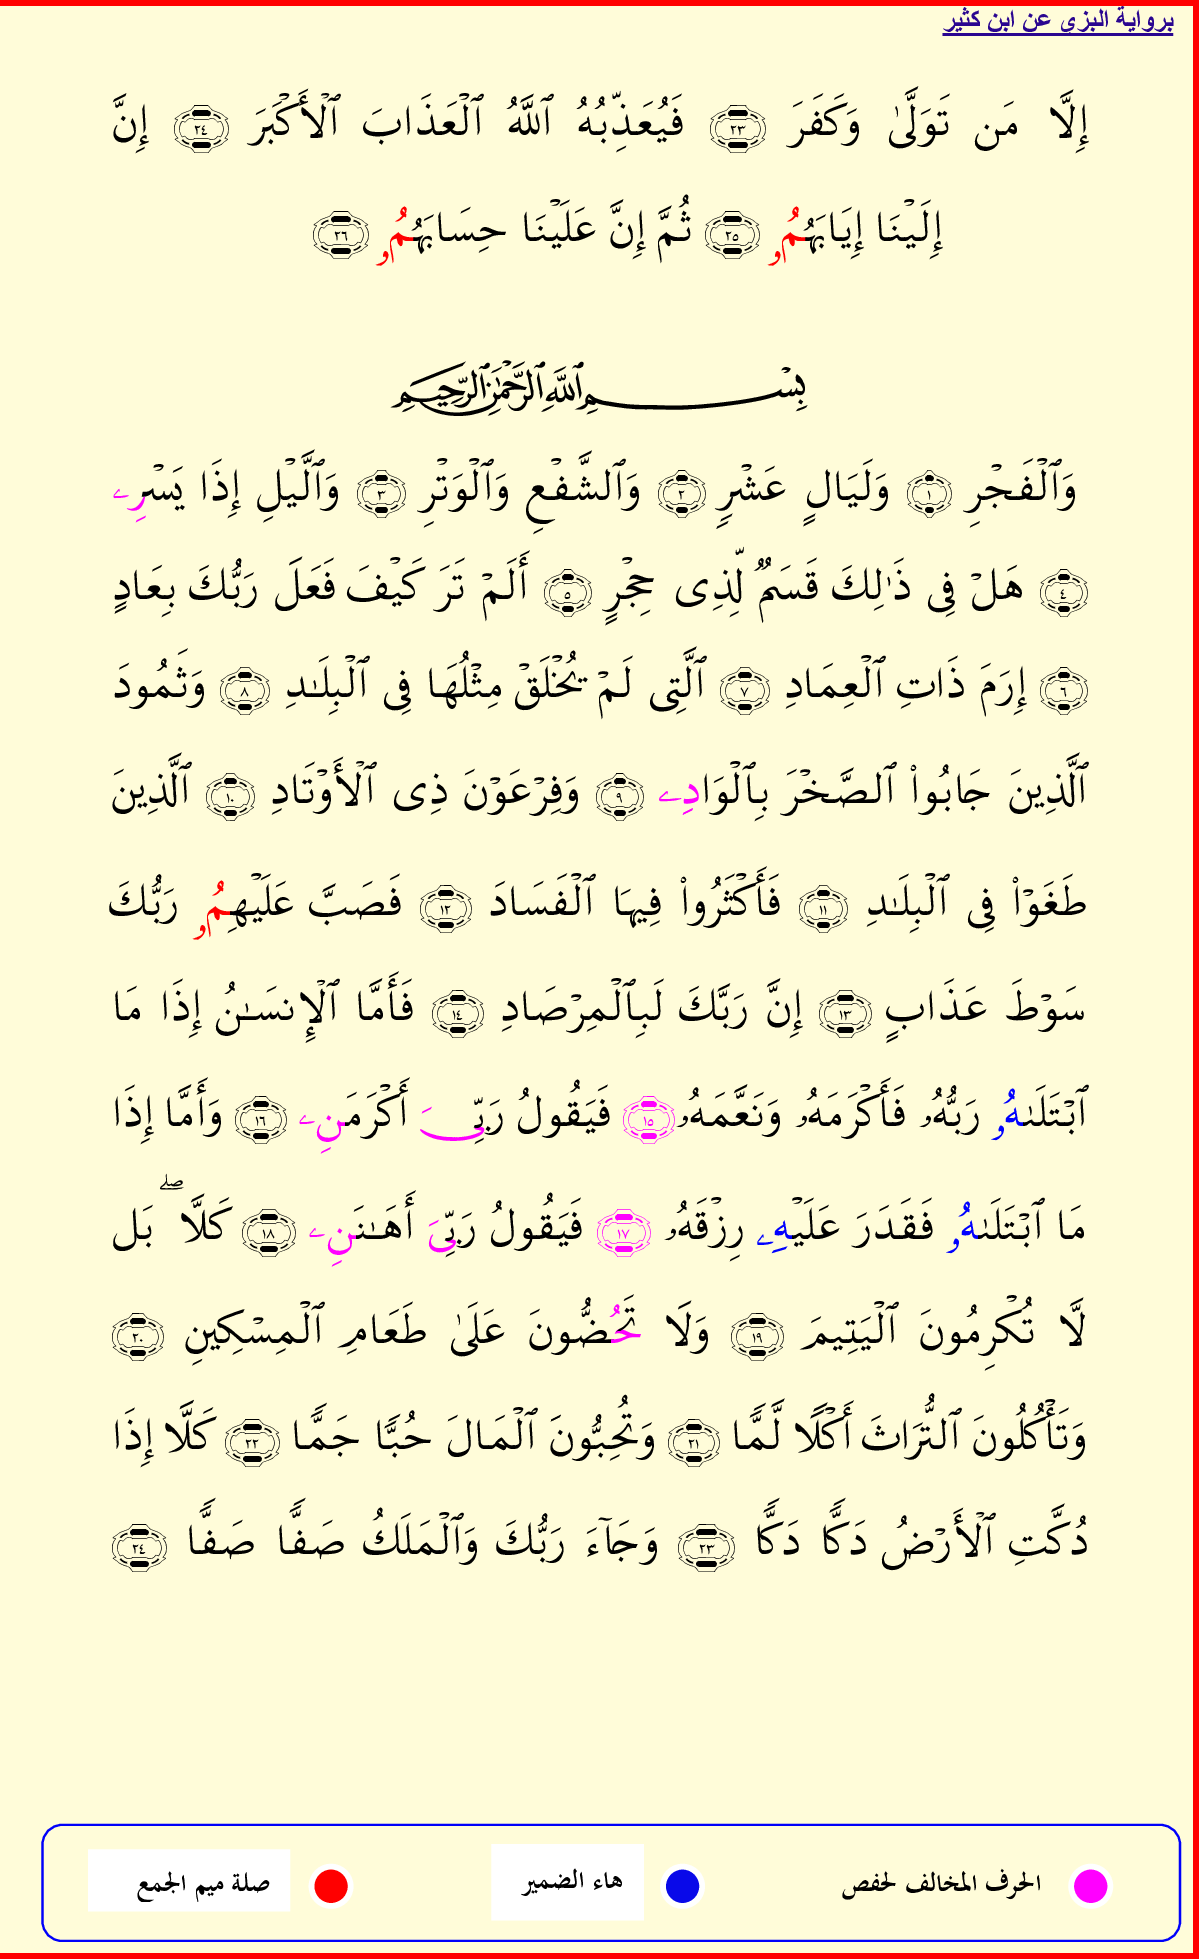 برواية البزي عن ابن كثير
إِلَّا مَن تَوَلَّىٰ وَكَفَرَ ٢٣ فَيُعَذِّبُهُ ٱللَّهُ ٱلْعَذَابَ ٱلْأَكْبَرَ ٢٤ إِنَّ
إِلَيْنَا إِيَابَهُمُۥ ٢٥ ثُمَّ إِنَّ عَلَيْنَا حِسَابَهُمُۥ ٢٦
بِسْمِ ٱللَّهِ ٱلرَّحْمَٰنِ ٱلرَّحِيمِ
وَٱلْفَجْرِ ١ وَلَيَالٍ عَشْرٍ ٢ وَٱلشَّفْعِ وَٱلْوَتْرِ ٣ وَٱلَّيْلِ إِذَا يَسْرِۦ
٤ هَلْ فِى ذَٰلِكَ قَسَمٌ لِّذِى حِجْرٍ ٥ أَلَمْ تَرَ كَيْفَ فَعَلَ رَبُّكَ بِعَادٍ
٦ إِرَمَ ذَاتِ ٱلْعِمَادِ ٧ ٱلَّتِى لَمْ يُخْلَقْ مِثْلُهَا فِى ٱلْبِلَٰدِ ٨ وَثَمُودَ
ٱلَّذِينَ جَابُوا۟ ٱلصَّخْرَ بِٱلْوَادِۦ ٩ وَفِرْعَوْنَ ذِى ٱلْأَوْتَادِ ١٠ ٱلَّذِينَ
طَغَوْا۟ فِى ٱلْبِلَٰدِ ١١ فَأَكْثَرُوا۟ فِيهَا ٱلْفَسَادَ ١٢ فَصَبَّ عَلَيْهِمُۥ رَبُّكَ
سَوْطَ عَذَابٍ ١٣ إِنَّ رَبَّكَ لَبِٱلْمِرْصَادِ ١٤ فَأَمَّا ٱلْإِنسَٰنُ إِذَا مَا
ٱبْتَلَىٰهُۥ رَبُّهُۥ فَأَكْرَمَهُۥ وَنَعَّمَهُۥ ١٥ فَيَقُولُ رَبِّىَ أَكْرَمَنِۦ ١٦ وَأَمَّا إِذَا
مَا ٱبْتَلَىٰهُۥ فَقَدَرَ عَلَيْهِۦ رِزْقَهُۥ ١٧ فَيَقُولُ رَبِّىَ أَهَٰنَنِۦ ١٨ كَلَّا ۖ بَل
لَّا تُكْرِمُونَ ٱلْيَتِيمَ ١٩ وَلَا تَحُضُّونَ عَلَىٰ طَعَامِ ٱلْمِسْكِينِ ٢٠
وَتَأْكُلُونَ ٱلتُّرَاثَ أَكْلًا لَّمًّا ٢١ وَتُحِبُّونَ ٱلْمَالَ حُبًّا جَمًّا ٢٢ كَلَّا إِذَا
دُكَّتِ ٱلْأَرْضُ دَكًّا دَكًّا ٢٣ وَجَآءَ رَبُّكَ وَٱلْمَلَكُ صَفًّا صَفًّا ٢٤
الحرف المخالف لحفص هاء الضمير صلة ميم الجمع